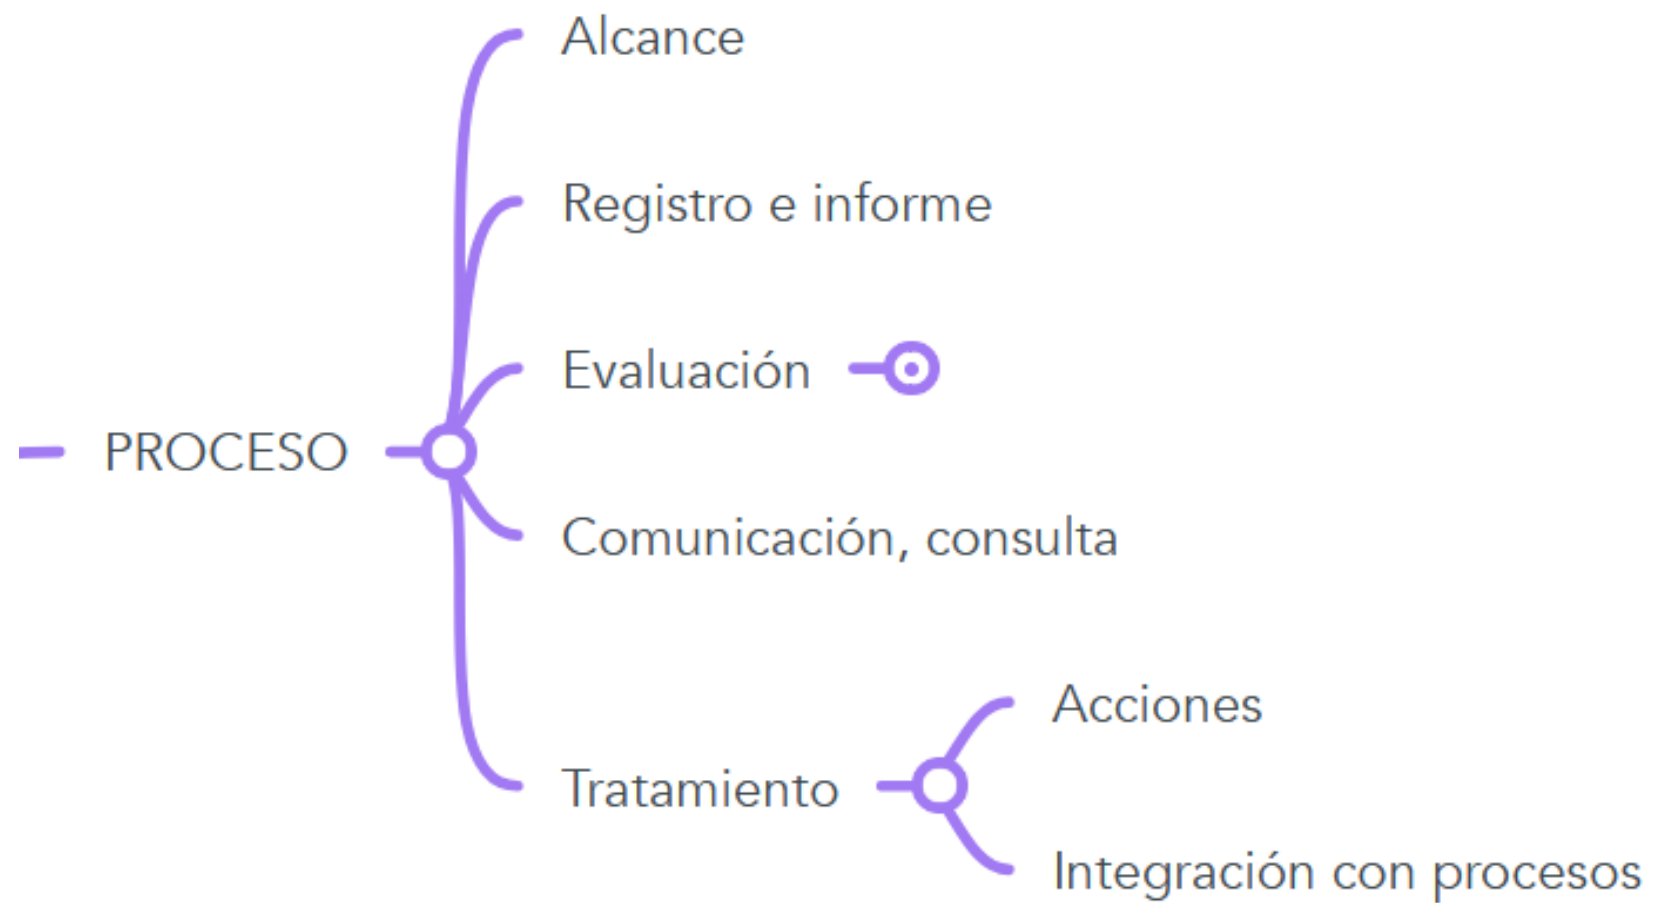 Alcance
Registro e informe
Evaluación
PROCESO
Comunicación, consulta
Acciones
Tratamiento
Integración con procesos